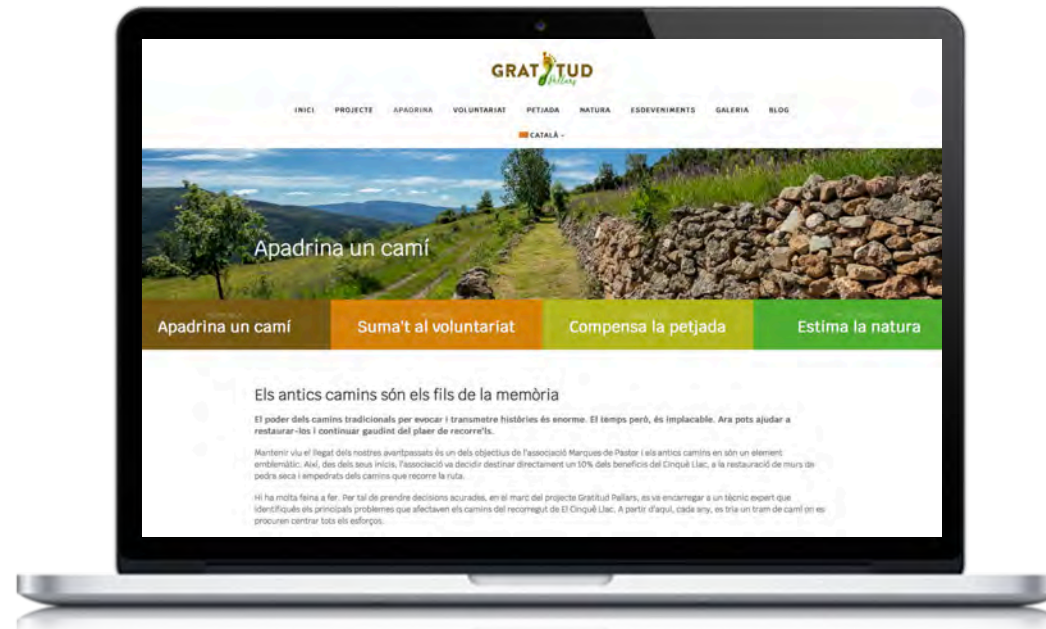 GRATITUD
Pallars
INICI PROJECTE APADRINA VOLUNTARIAT PETJADA NATURA ESDEVENIMENTS GALERIA BLOG
CATALÀ
Apadrina un camí
Apadrina un camí Suma't al voluntariat Compensa la petjada Estima la natura
Els antics camins són els fils de la memòria
El poder dels camins tradicionals per evocar i transmetre històries és enorme. El temps però, és implacable. Ara pots ajudar a
restaurar-los i continuar gaudint del plaer de recorre'ls.
Mantenir viu el llegat dels nostres avantpassats és un dels objectius de l'associació Marques de Pastor i els antics camins en són un element
emblemàtic. Així, des dels seus inicis, l'associació va decidir destinar directament un 10% dels beneficis del Cinquè Llac, a la restauració de murs de
pedra seca i empedrats dels camins que recorre la ruta.
Hi ha molta feina a fer. Per tal de prendre decisions acurades, en el marc del projecte Gratitud Pallars, es va encarregar a un tècnic expert que
identifiqués els principals problemes que afectaven els camins del recorregut de El Cinquè Llac. A partir d'aquí, cada any, es tria un tram de camí on es
procuren centrar tots els esforços.